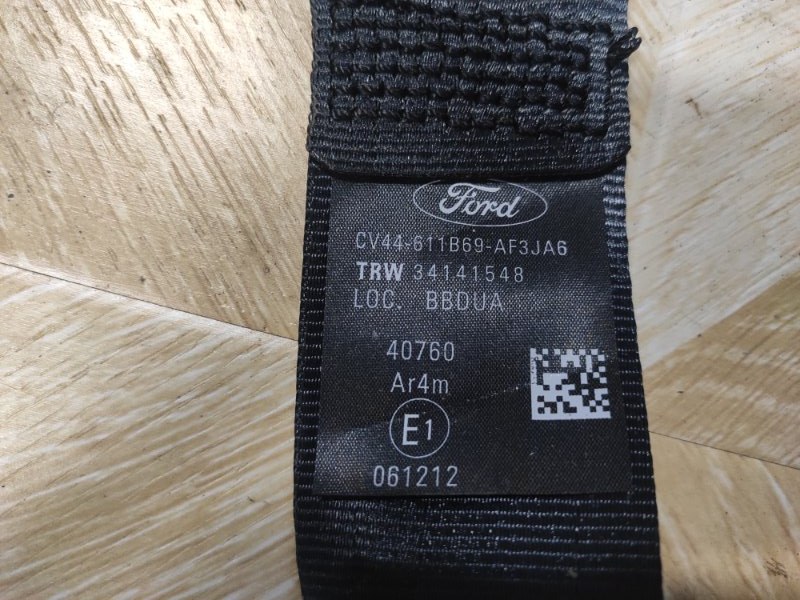 Ford
CV44-611B69-AF3JA6
TRW 34141548
LOC. BBDUA
40760
Ar4m
E1
061212